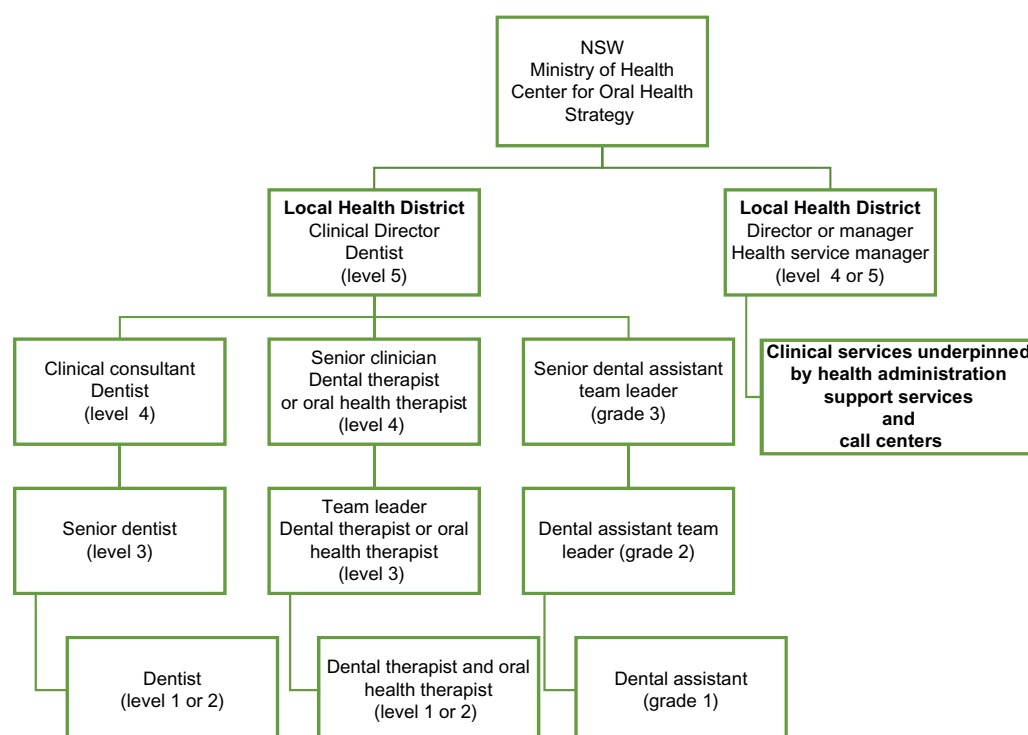 NSW
Ministry of Health
Center for Oral Health
Strategy
Local Health District
Clinical Director
Dentist
(level 5)
Local Health District
Director or manager
Health service manager
(level 4 or 5)
Clinical consultant
Dentist
(level 4)
Senior clinician
Dental therapist
or oral health therapist
(level 4)
Senior dental assistant
team leader
(grade 3)
Clinical services underpinned
by health administration
support services
and
call centers
Senior dentist
(level 3)
Team leader
Dental therapist or oral
health therapist
(level 3)
Dental assistant team
leader (grade 2)
Dentist
(level 1 or 2)
Dental therapist and oral
health therapist
(level 1 or 2)
Dental assistant
(grade 1)